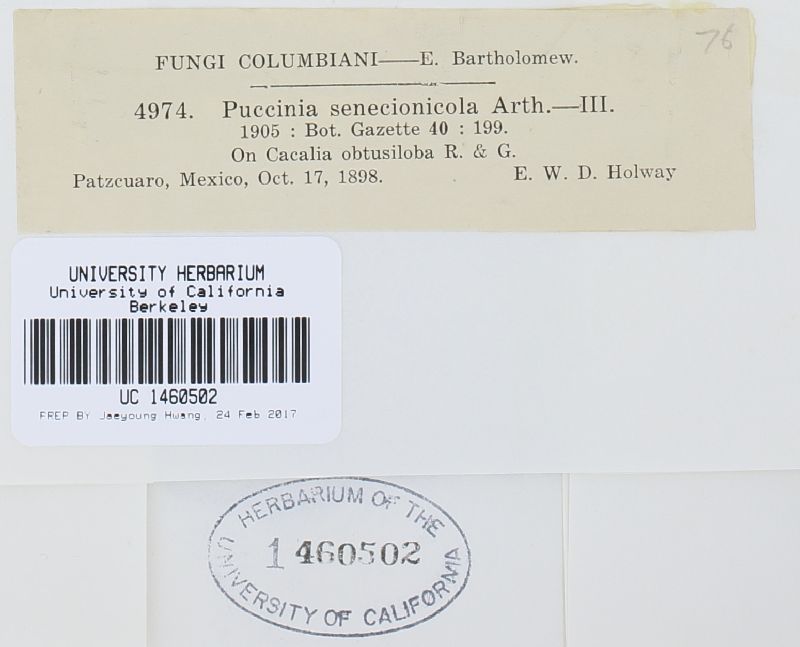 76
FUNGI COLUMBIANI——E. Bartholomew.
4974. Puccinia senecionicola Arth.—III.
1905 : Bot. Gazette 40 : 199.
On Cacalia obtusiloba R. & G.
Patzcuaro, Mexico, Oct. 17, 1898. E. W. D. Holway
UNIVERSITY HERBARIUM
University of California
Berkeley
UC 1460502
PREP BY Jaeyoung Hwang, 24 Feb 2017
HERBARIUM OF THE
1460502
UNIVERSITY OF CALIFORNIA